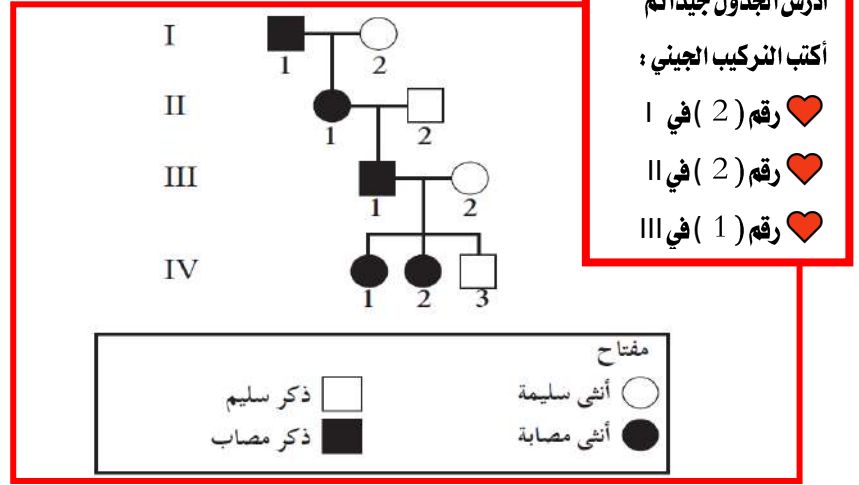 ادرس الجدول جيدا ثم
أكتب التركيب الجيني :
رقم ( 2 ) في I
رقم ( 2 ) في II
رقم ( 1 ) في III
I
1 2
II
1 2
III
1 2
IV
1 2 3
مفتاح
أنثى سليمة ذكر سليم
أنثى مصابة ذكر مصاب